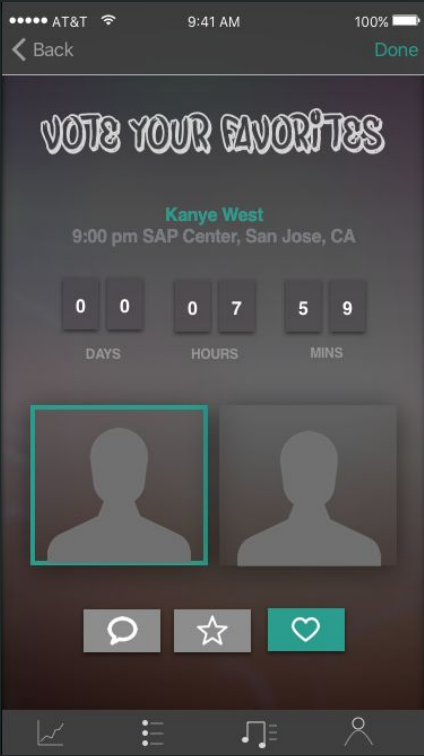 AT&T 9:41 AM 100%
Back Done
VOTE YOUR FAVORITES
Kanye West
9:00 pm SAP Center, San Jose, CA
0 0 0 7 5 9
DAYS HOURS MINS